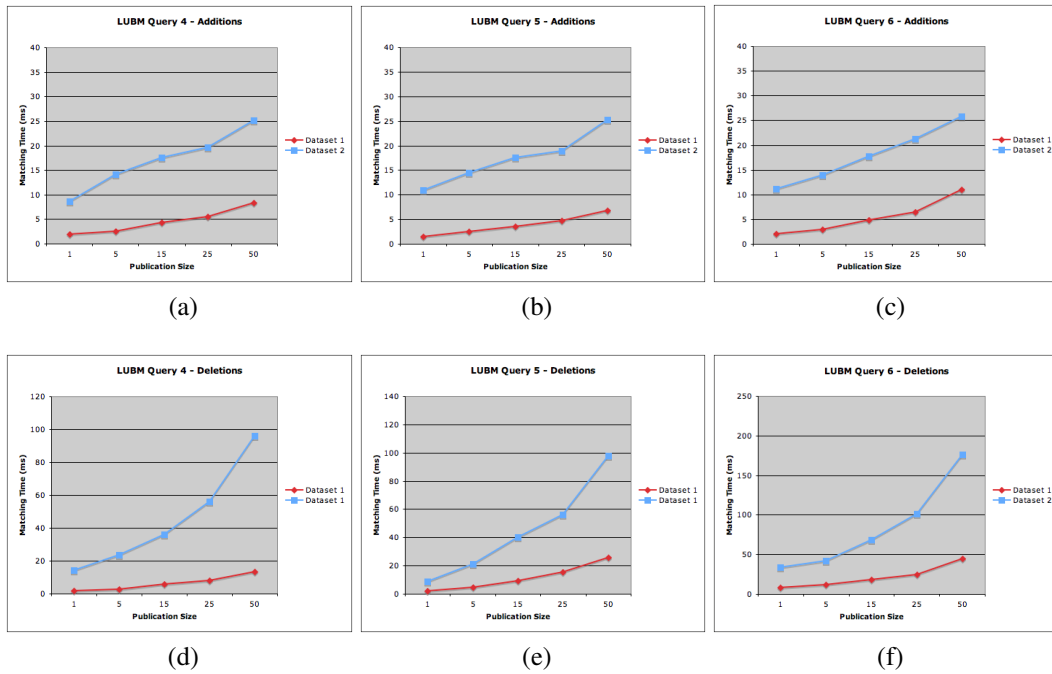 LUBM Query 4 – Additions
40
35
30
25
20
15
10
5
0
Matching Time (ms)
1 5 15 25 50
Publication Size
Dataset 1
Dataset 2
(a)
LUBM Query 5 – Additions
40
35
30
25
20
15
10
5
0
Matching Time (ms)
1 5 15 25 50
Publication Size
Dataset 1
Dataset 2
(b)
LUBM Query 6 – Additions
40
35
30
25
20
15
10
5
0
Matching Time (ms)
1 5 15 25 50
Publication Size
Dataset 1
Dataset 2
(c)
LUBM Query 4 – Deletions
120
100
80
60
40
20
0
Matching Time (ms)
1 5 15 25 50
Publication Size
Dataset 1
Dataset 1
(d)
LUBM Query 5 – Deletions
140
120
100
80
60
40
20
0
Matching Time (ms)
1 5 15 25 50
Publication Size
Dataset 1
Dataset 1
(e)
LUBM Query 6 – Deletions
250
200
150
100
50
0
Matching Time (ms)
1 5 15 25 50
Publication Size
Dataset 1
Dataset 2
(f)